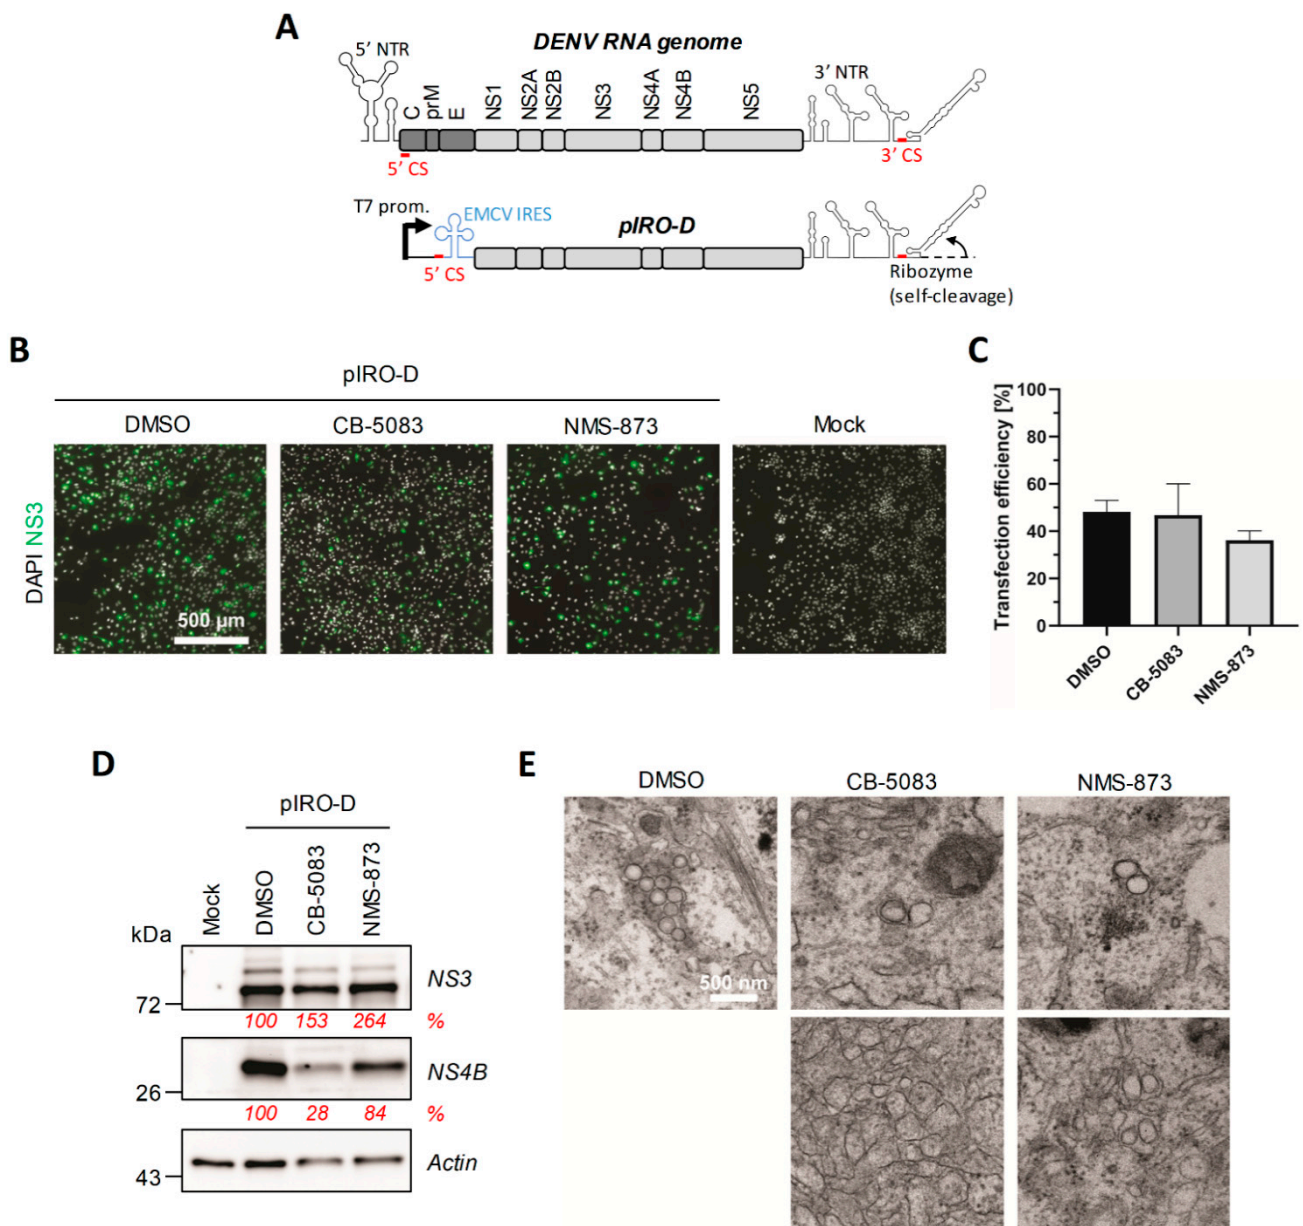 A
DENV RNA genome
5’ NTR
C
prM
E
NS1
NS2A
NS2B
NS3
NS4A
NS4B
NS5
3’ NTR
5’ CS
3’ CS
T7 prom.
EMCV IRES
pIRO-D
5’ CS
Ribozyme
(self-cleavage)
B
pIRO-D
DMSO
CB-5083
NMS-873
Mock
DAPI NS3
500 µm
C
Transfection efficiency [%]
100
80
60
40
20
0
DMSO
CB-5083
NMS-873
D
pIRO-D
Mock
DMSO
CB-5083
NMS-873
kDa
NS3
72
100 153 264 %
NS4B
26
100 28 84 %
Actin
43
E
DMSO
CB-5083
NMS-873
500 nm